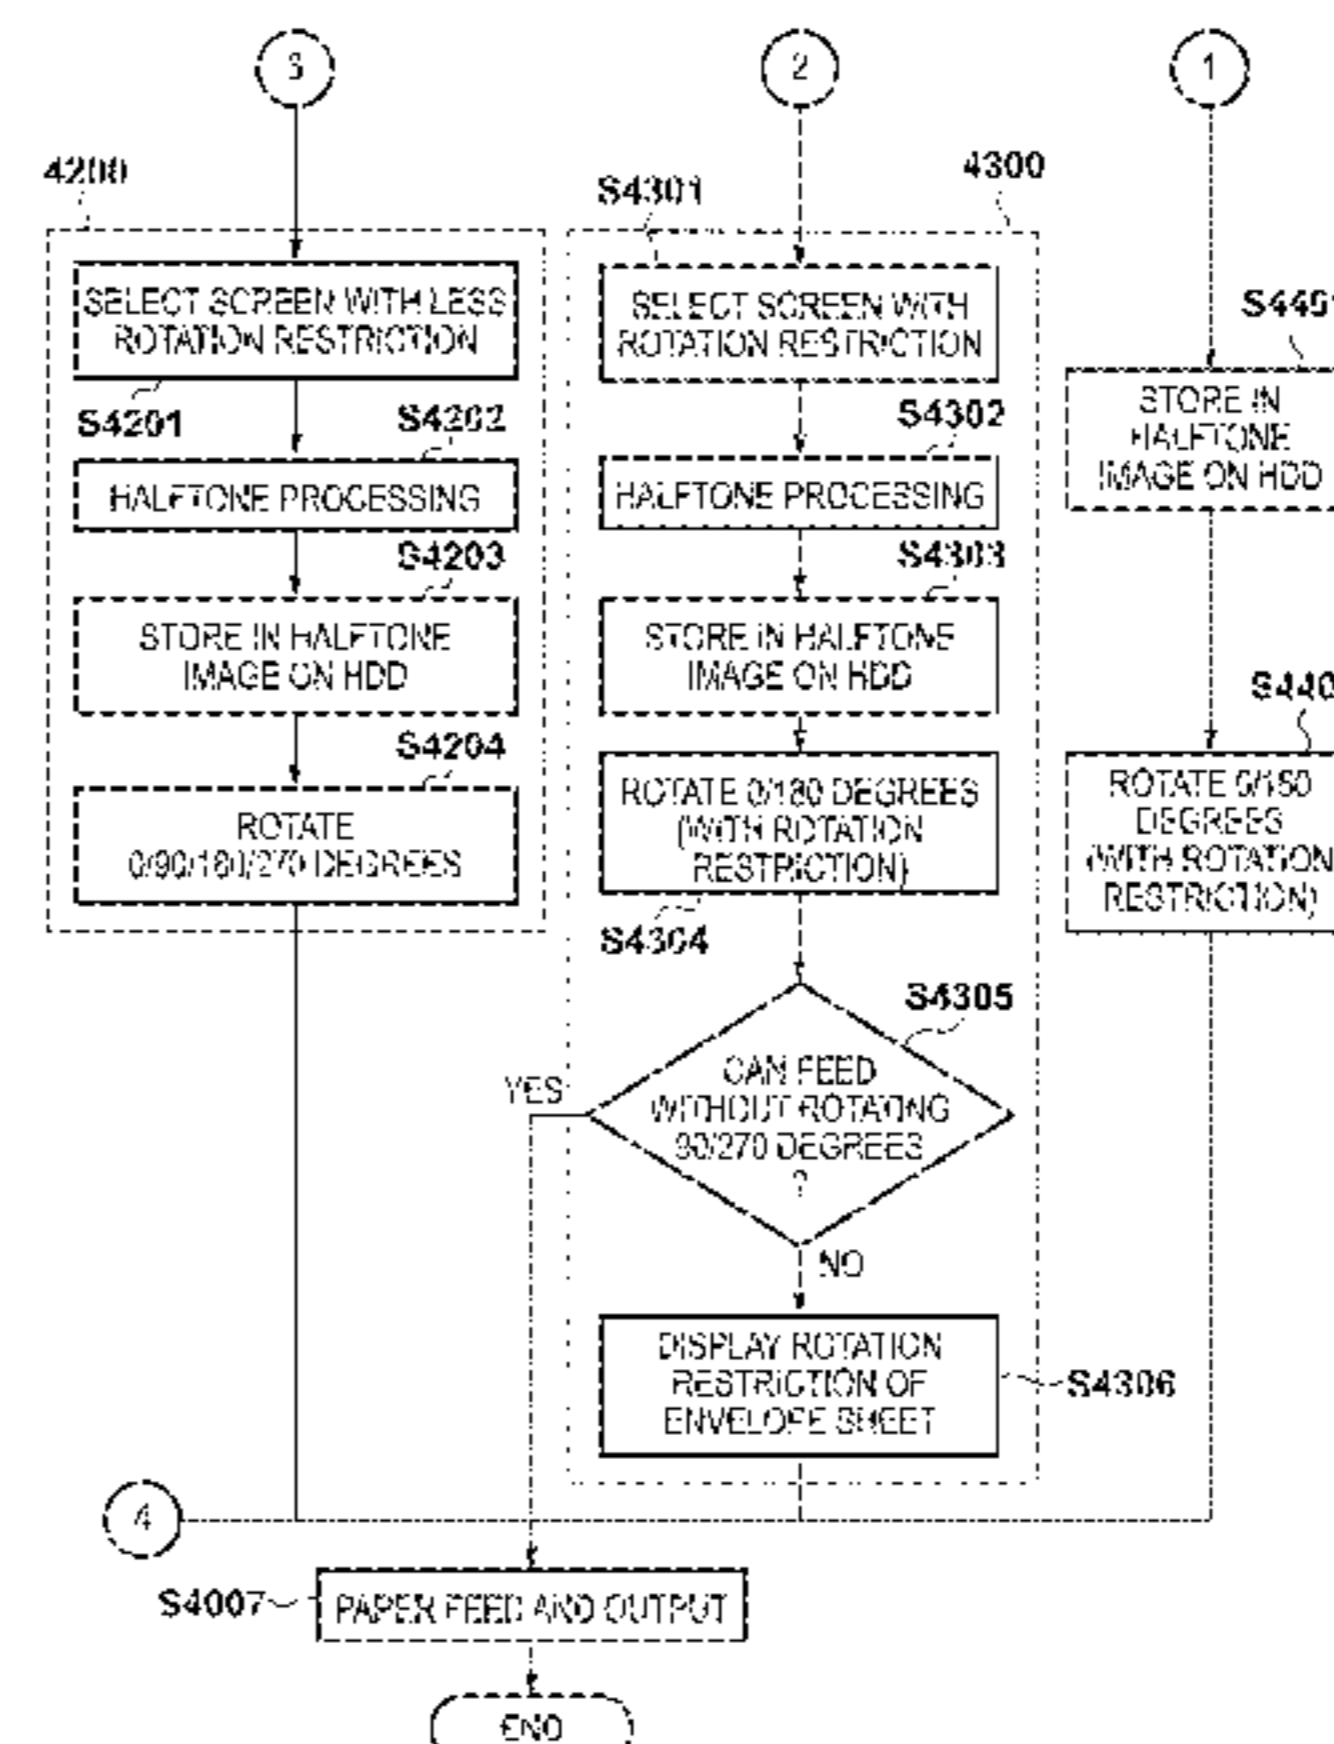 3
2
1
4200
S4301
4300
SELECT SCREEN WITH LESS
ROTATION RESTRICTION
SELECT SCREEN WITH
ROTATION RESTRICTION
STORE IN
HALFTONE
IMAGE ON HDD
S4201
S4202
S4302
HALFTONE PROCESSING
HALFTONE PROCESSING
S4203
S4303
STORE IN HALFTONE
IMAGE ON HDD
STORE IN HALFTONE
IMAGE ON HDD
S4204
ROTATE
0/90/180/270 DEGREES
ROTATE 0/180 DEGREES
(WITH ROTATION
RESTRICTION)
ROTATE 0/180
DEGREES
(WITH ROTATION
RESTRICTION)
S4304
S4305
CAN FEED
WITHOUT ROTATING
90/270 DEGREES
?
YES
NO
DISPLAY ROTATION
RESTRICTION OF
ENVELOPE SHEET
S4306
4
S4007
PAPER FEED AND OUTPUT
END